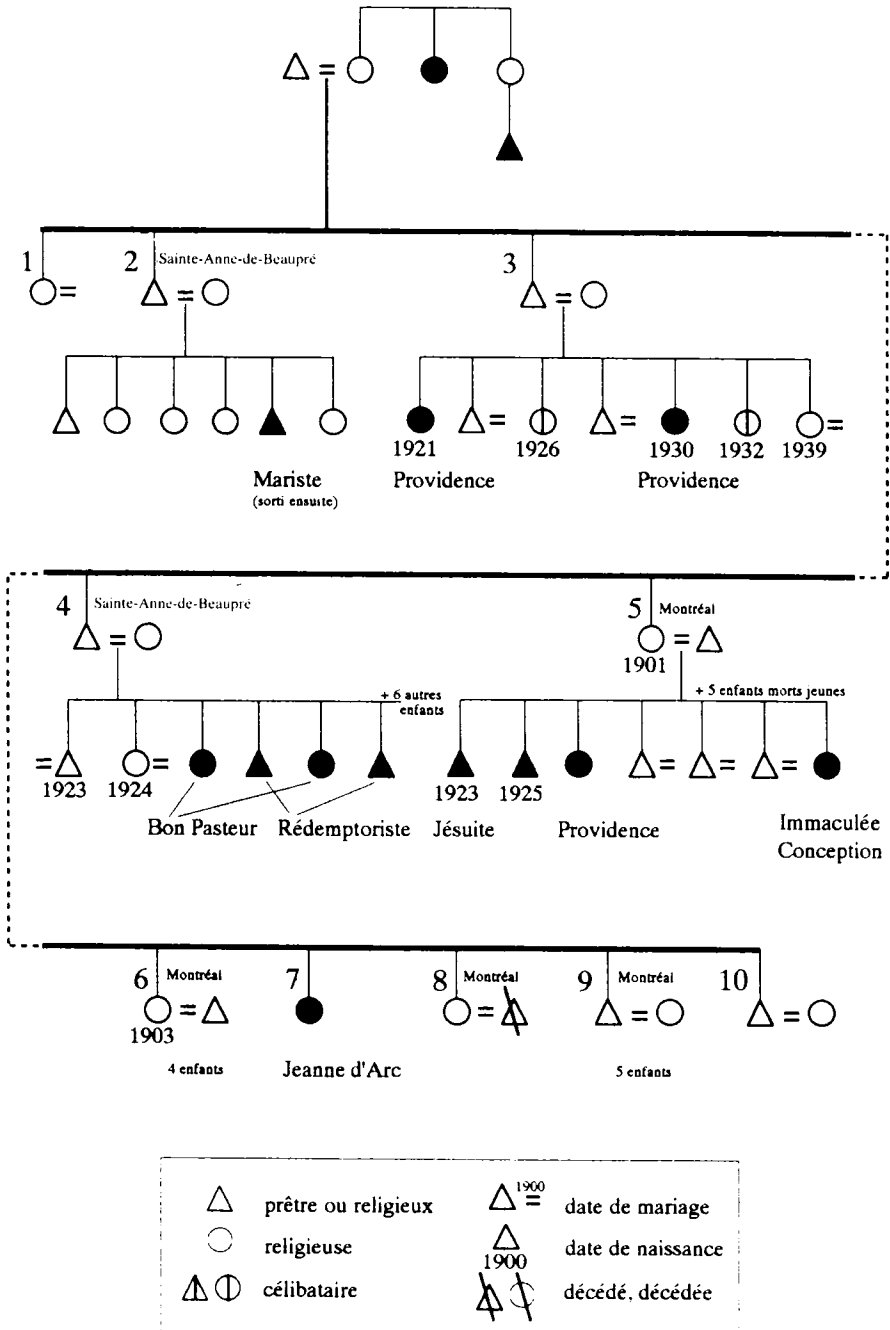 1
2 Sainte-Anne-de-Beaupré
3
=
=
=
=
=
=
=
1921
1926
1930
1932
1939
Mariste
Providence
Providence
(sorti ensuite)
4 Sainte-Anne-de-Beaupré
5 Montréal
=
=
1901
+ 6 autres
enfants
+ 5 enfants morts jeunes
=
=
=
=
=
1923
1924
1923
1925
Bon Pasteur
Rédemptoriste
Jésuite
Providence
Immaculée
Conception
6 Montréal
7
8 Montréal
9 Montréal
10
=
=
=
=
1903
4 enfants
Jeanne d'Arc
5 enfants
prêtre ou religieux
1900
=
date de mariage
religieuse
date de naissance
1900
célibataire
décédé, décédée